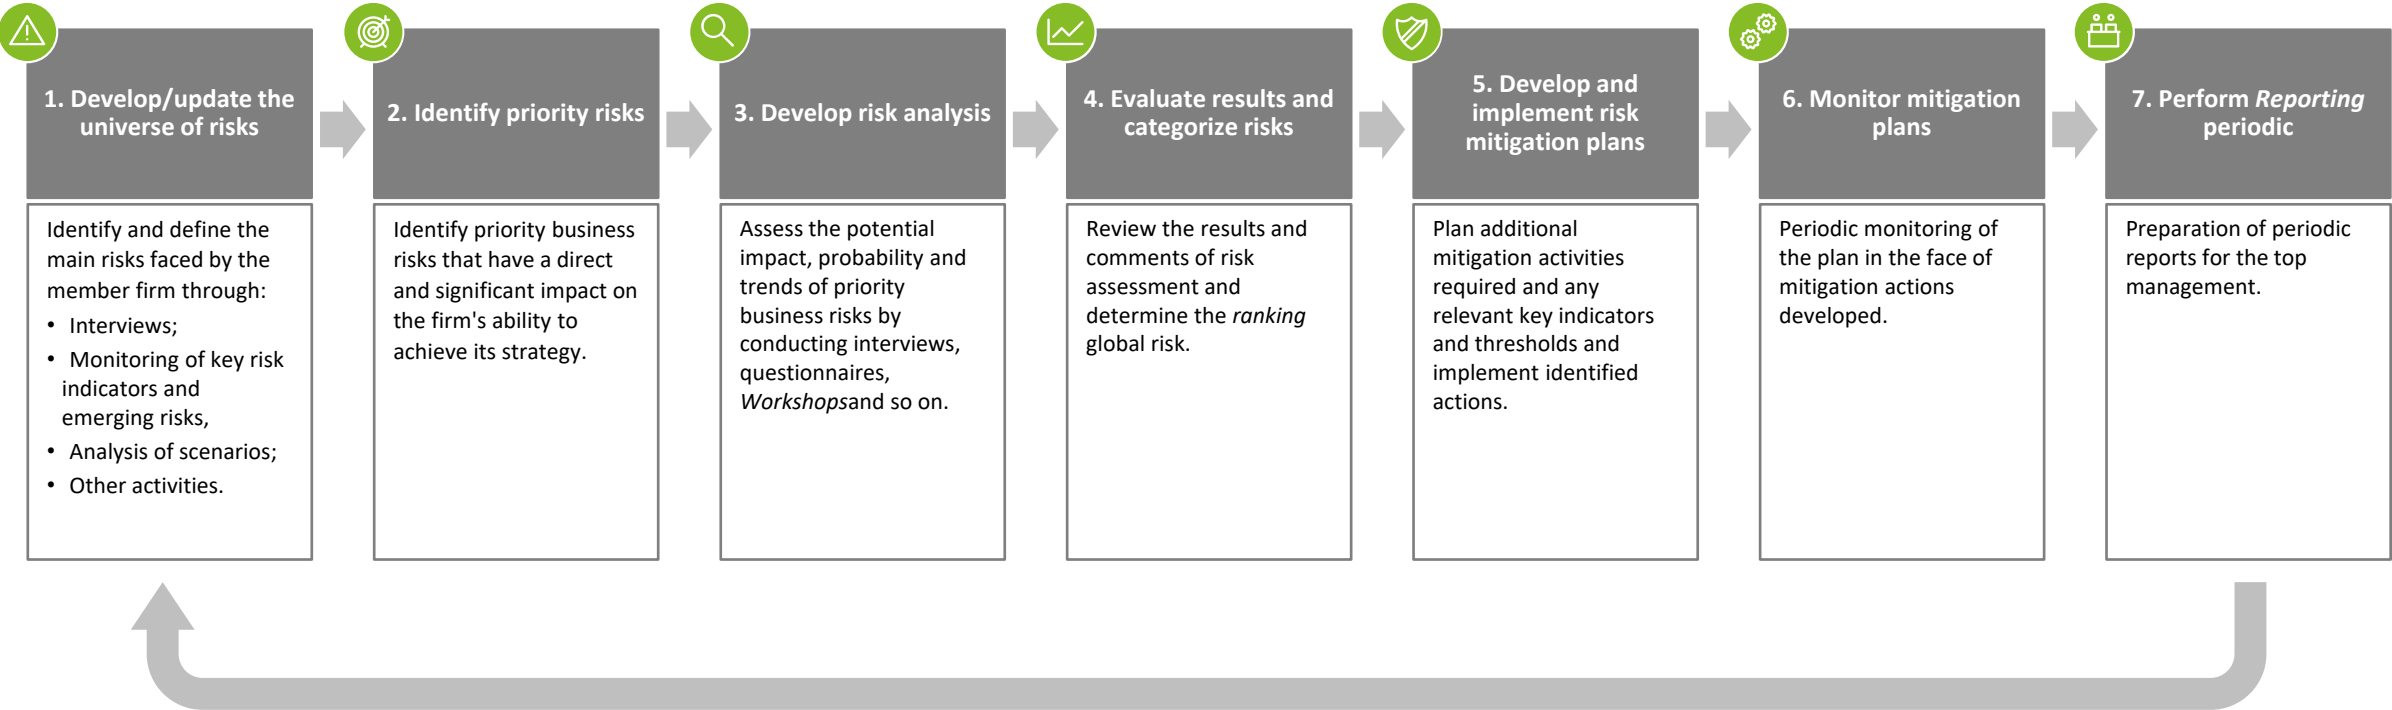 1. Develop/update the
universe of risks
Identify and define the
main risks faced by the
member firm through:
• Interviews;
• Monitoring of key risk
indicators and
emerging risks,
• Analysis of scenarios;
• Other activities.
2. Identify priority risks
Identify priority business
risks that have a direct
and significant impact on
the firm's ability to
achieve its strategy.
3. Develop risk analysis
Assess the potential
impact, probability and
trends of priority
business risks by
conducting interviews,
questionnaires,
Workshopsand so on.
4. Evaluate results and
categorize risks
Review the results and
comments of risk
assessment and
determine the ranking
global risk.
5. Develop and
implement risk
mitigation plans
Plan additional
mitigation activities
required and any
relevant key indicators
and thresholds and
implement identified
actions.
6. Monitor mitigation
plans
Periodic monitoring of
the plan in the face of
mitigation actions
developed.
7. Perform Reporting
periodic
Preparation of periodic
reports for the top
management.